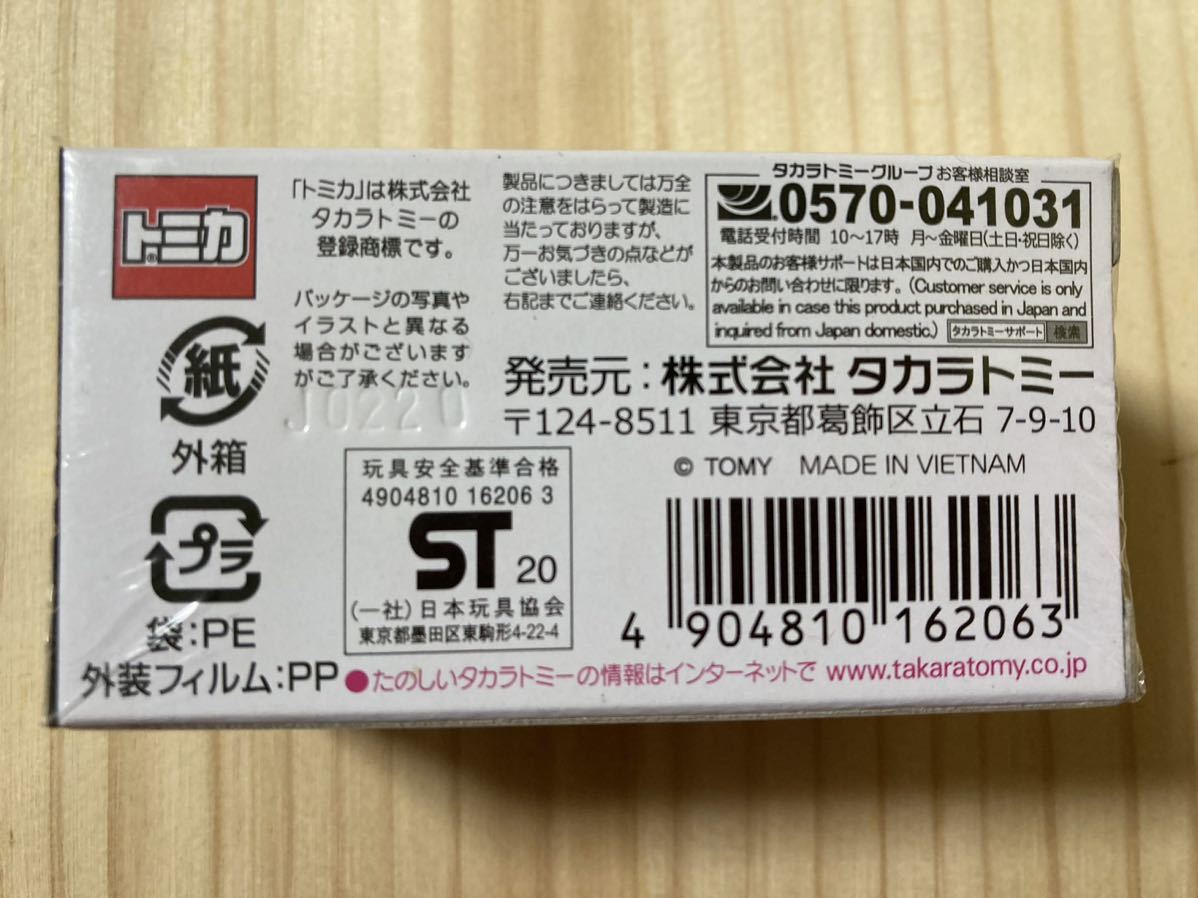 トミカ®
「トミカ」は株式会社
タカラトミーの
登録商標です。
パッケージの写真や
イラストと異なる
場合がございます
がご了承ください。
J0220
製品につきましては万全
の注意をはらって製造に
当たっておりますが、
万一お気づきの点などが
ございましたら、
右記までご連絡ください。
タカラトミーグループ お客様相談室
0570-041031
電話受付時間 10〜17時 月〜金曜日(土日・祝日除く)
本製品のお客様サポートは日本国内でのご購入かつ日本国内
からのお問い合わせに限ります。(Customer service is only
available in case this product purchased in Japan and
inquired from Japan domestic.) タカラトミーサポート 検索
発売元：株式会社 タカラトミー
〒124-8511 東京都葛飾区立石 7-9-10
© TOMY MADE IN VIETNAM
紙
外箱
プラ
袋:PE
外装フィルム:PP
玩具安全基準合格
4904810 16206 3
ST 20
(一社)日本玩具協会
東京都墨田区東駒形4-22-4
4 904810 162063
●たのしいタカラトミーの情報はインターネットで www.takaratomy.co.jp